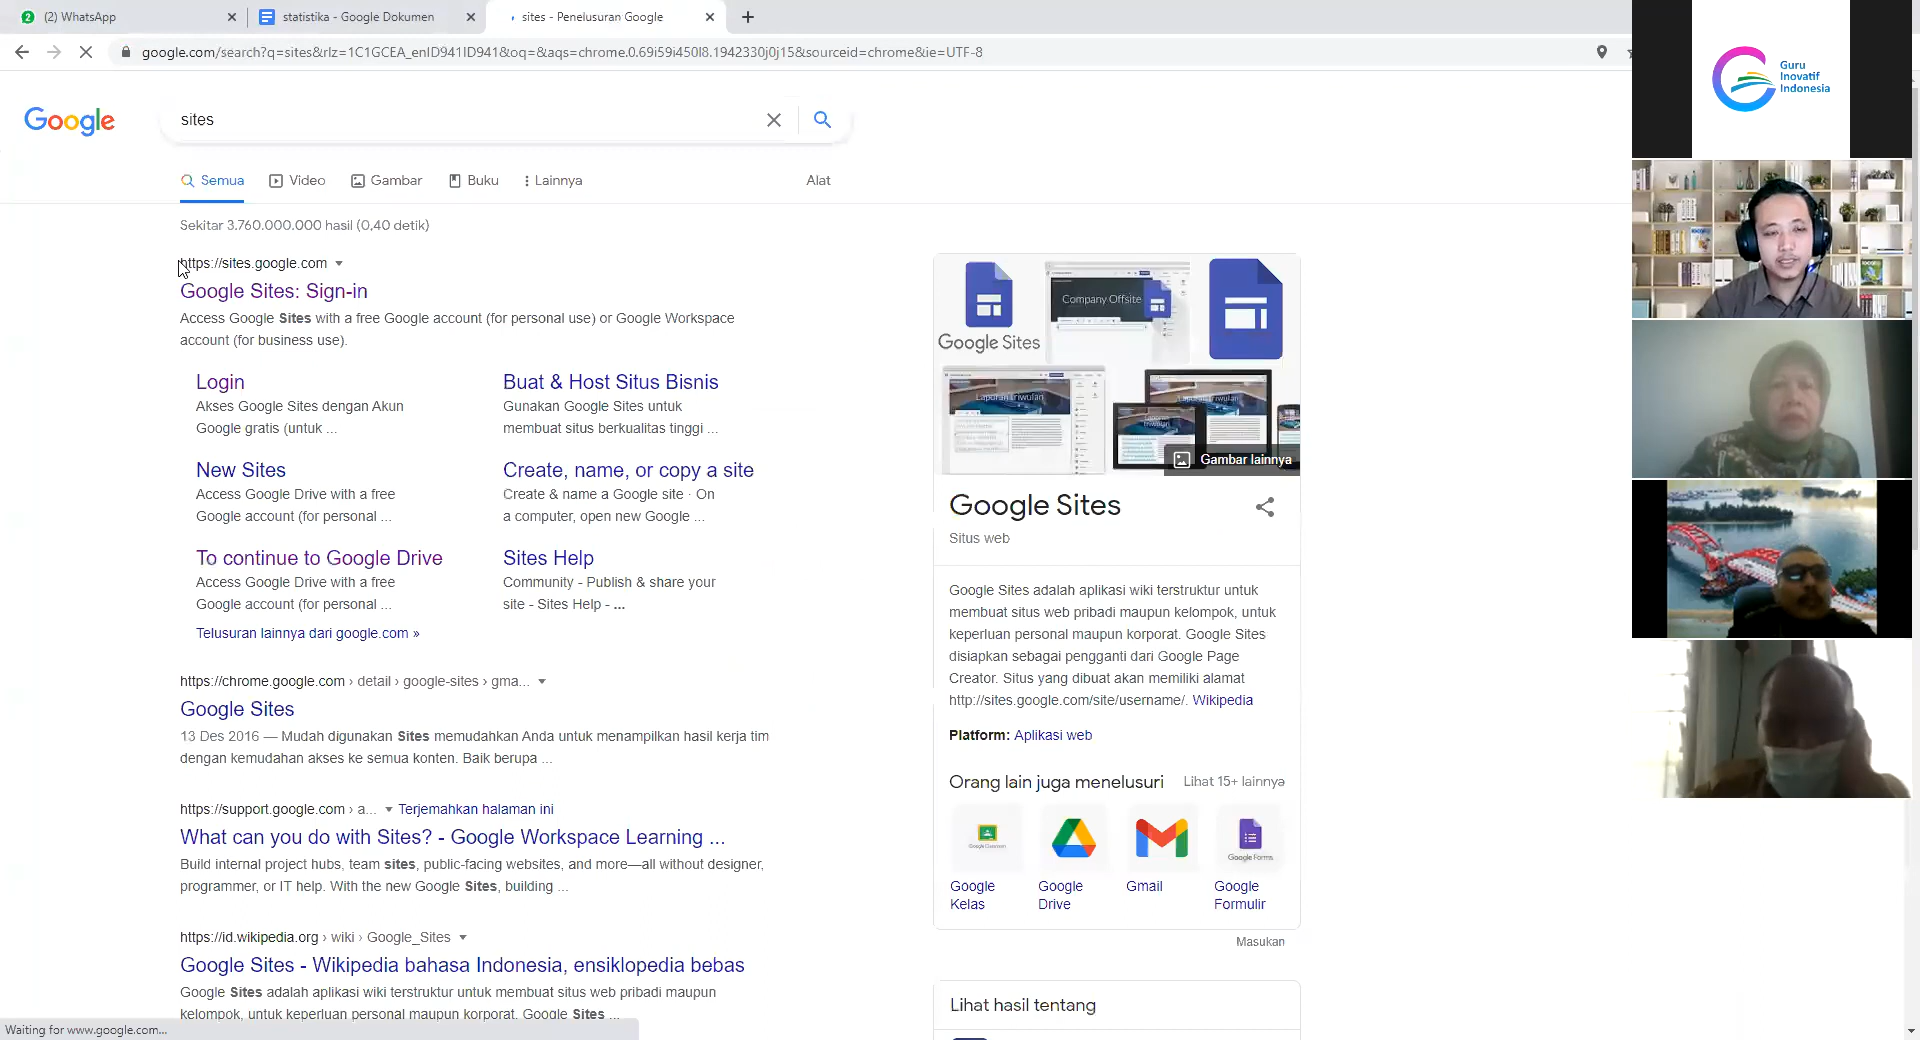 2
(2) WhatsApp
statistika - Google Dokumen
sites - Penelusuran Google
google.com/search?q=sites&rlz=1C1GCEA_enID941ID941&oq=&aqs=chrome.0.69i59i450l8.1942330j0j15&sourceid=chrome&ie=UTF-8
Google
sites
Semua
Video
Gambar
Buku
Lainnya
Alat
Sekitar 3.760.000.000 hasil (0,40 detik)
https://sites.google.com
Google Sites: Sign-in
Access Google Sites with a free Google account (for personal use) or Google Workspace
account (for business use).
Login
Akses Google Sites dengan Akun
Google gratis (untuk ...
Buat & Host Situs Bisnis
Gunakan Google Sites untuk
membuat situs berkualitas tinggi ...
New Sites
Access Google Drive with a free
Google account (for personal ...
Create, name, or copy a site
Create & name a Google site · On
a computer, open new Google ...
To continue to Google Drive
Access Google Drive with a free
Google account (for personal ...
Sites Help
Community - Publish & share your
site - Sites Help - ...
Telusuran lainnya dari google.com »
https://chrome.google.com › detail › google-sites › gma...
Google Sites
13 Des 2016 — Mudah digunakan Sites memudahkan Anda untuk menampilkan hasil kerja tim
dengan kemudahan akses ke semua konten. Baik berupa ...
https://support.google.com › a...
Terjemahkan halaman ini
What can you do with Sites? - Google Workspace Learning ...
Build internal project hubs, team sites, public-facing websites, and more—all without designer,
programmer, or IT help. With the new Google Sites, building ...
https://id.wikipedia.org › wiki › Google_Sites
Google Sites - Wikipedia bahasa Indonesia, ensiklopedia bebas
Google Sites adalah aplikasi wiki terstruktur untuk membuat situs web pribadi maupun
kelompok, untuk keperluan personal maupun korporat. Google Sites ...
Waiting for www.google.com...
Google Sites
Company Offsite
Laporan Triwulan
Laporan Triwulan
Gambar lainnya
Google Sites
Situs web
Google Sites adalah aplikasi wiki terstruktur untuk
membuat situs web pribadi maupun kelompok, untuk
keperluan personal maupun korporat. Google Sites
disiapkan sebagai pengganti dari Google Page
Creator. Situs yang dibuat akan memiliki alamat
http://sites.google.com/site/username/. Wikipedia
Platform: Aplikasi web
Orang lain juga menelusuri
Lihat 15+ lainnya
Google Classroom
Google Forms
Google
Kelas
Google
Drive
Gmail
Google
Formulir
Masukan
Lihat hasil tentang
Guru
Inovatif
Indonesia